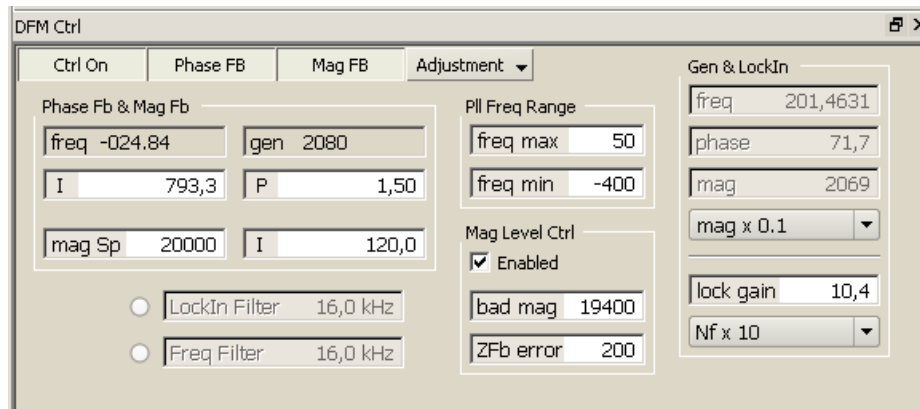 DFM Ctrl
Ctrl On Phase FB Mag FB Adjustment
Phase Fb & Mag Fb
freq -024.84 gen 2080
I 793,3 P 1,50
mag Sp 20000 I 120,0
LockIn Filter 16,0 kHz
Freq Filter 16,0 kHz
Pll Freq Range
freq max 50
freq min -400
Mag Level Ctrl
Enabled
bad mag 19400
ZFb error 200
Gen & LockIn
freq 201,4631
phase 71,7
mag 2069
mag x 0.1
lock gain 10,4
Nf x 10